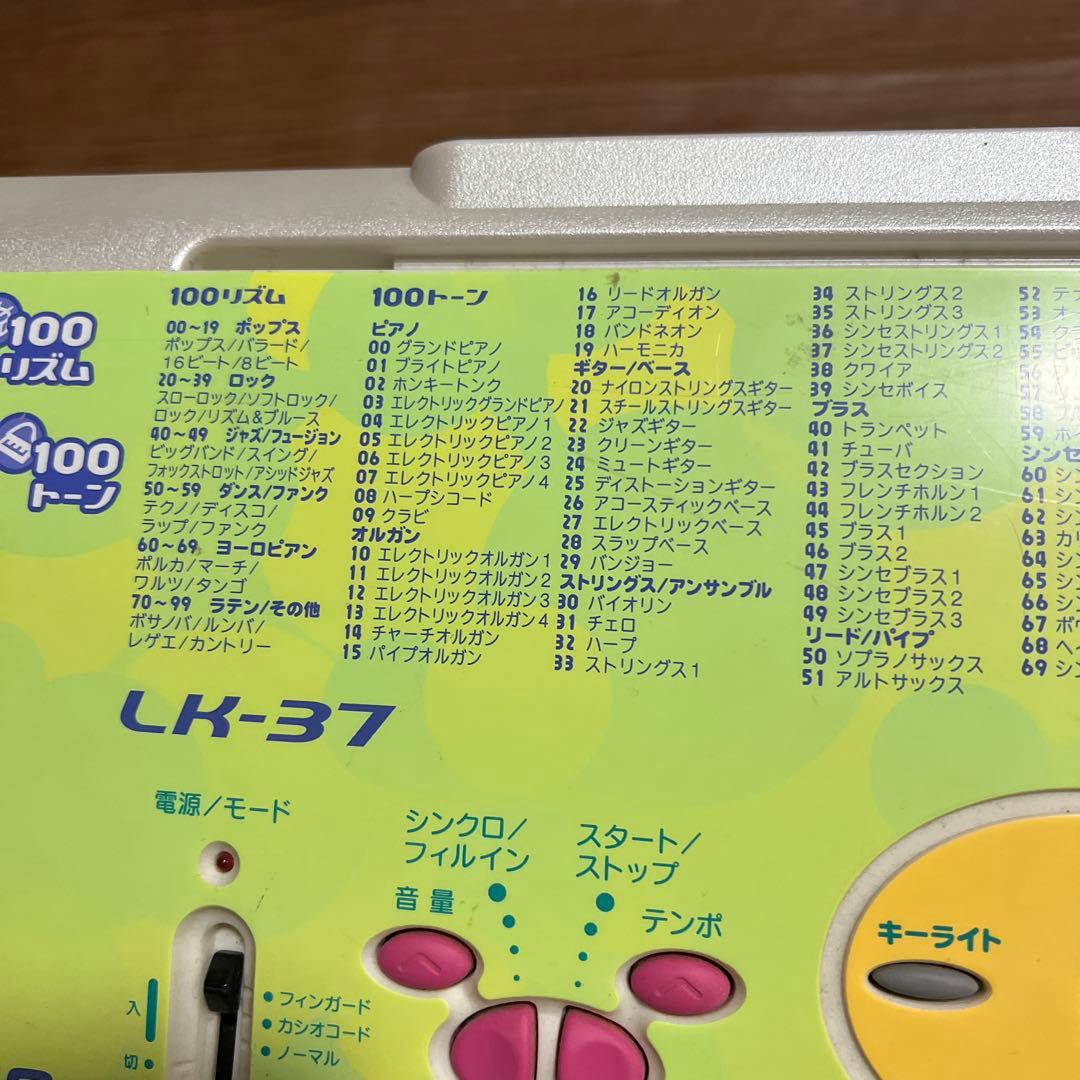 100
リズム
100
トーン
100リズム
00〜19 ポップス
ポップス/バラード/
16ビート/8ビート
20〜39 ロック
スローロック/ソフトロック/
ロック/リズム&ブルース
40〜49 ジャズ/フュージョン
ビッグバンド/スイング/
フォックストロット/アシッドジャズ
50〜59 ダンス/ファンク
テクノ/ディスコ/
ラップ/ファンク
60〜69 ヨーロピアン
ポルカ/マーチ/
ワルツ/タンゴ
70〜99 ラテン/その他
ボサノバ/ルンバ/
レゲエ/カントリー
100トーン
ピアノ
00 グランドピアノ
01 ブライトピアノ
02 ホンキートンク
03 エレクトリックグランドピアノ
04 エレクトリックピアノ1
05 エレクトリックピアノ2
06 エレクトリックピアノ3
07 エレクトリックピアノ4
08 ハープシコード
09 クラビ
オルガン
10 エレクトリックオルガン1
11 エレクトリックオルガン2
12 エレクトリックオルガン3
13 エレクトリックオルガン4
14 チャーチオルガン
15 パイプオルガン
16 リードオルガン
17 アコーディオン
18 バンドネオン
19 ハーモニカ
ギター/ベース
20 ナイロンストリングスギター
21 スチールストリングスギター
22 ジャズギター
23 クリーンギター
24 ミュートギター
25 ディストーションギター
26 アコースティックベース
27 エレクトリックベース
28 スラップベース
29 バンジョー
ストリングス/アンサンブル
30 バイオリン
31 チェロ
32 ハープ
33 ストリングス1
34 ストリングス2
35 ストリングス3
36 シンセストリングス1
37 シンセストリングス2
38 クワイア
39 シンセボイス
ブラス
40 トランペット
41 チューバ
42 ブラスセクション
43 フレンチホルン1
44 フレンチホルン2
45 ブラス1
46 ブラス2
47 シンセブラス1
48 シンセブラス2
49 シンセブラス3
リード/パイプ
50 ソプラノサックス
51 アルトサックス
52
53
54
55
56
57
58
59
シンセ
60
61
62
63
64
65
66
67
68
69
LK-37
電源/モード
シンクロ/
フィルイン
スタート/
ストップ
音量
テンポ
キーライト
入
切
フィンガード
カシオコード
ノーマル